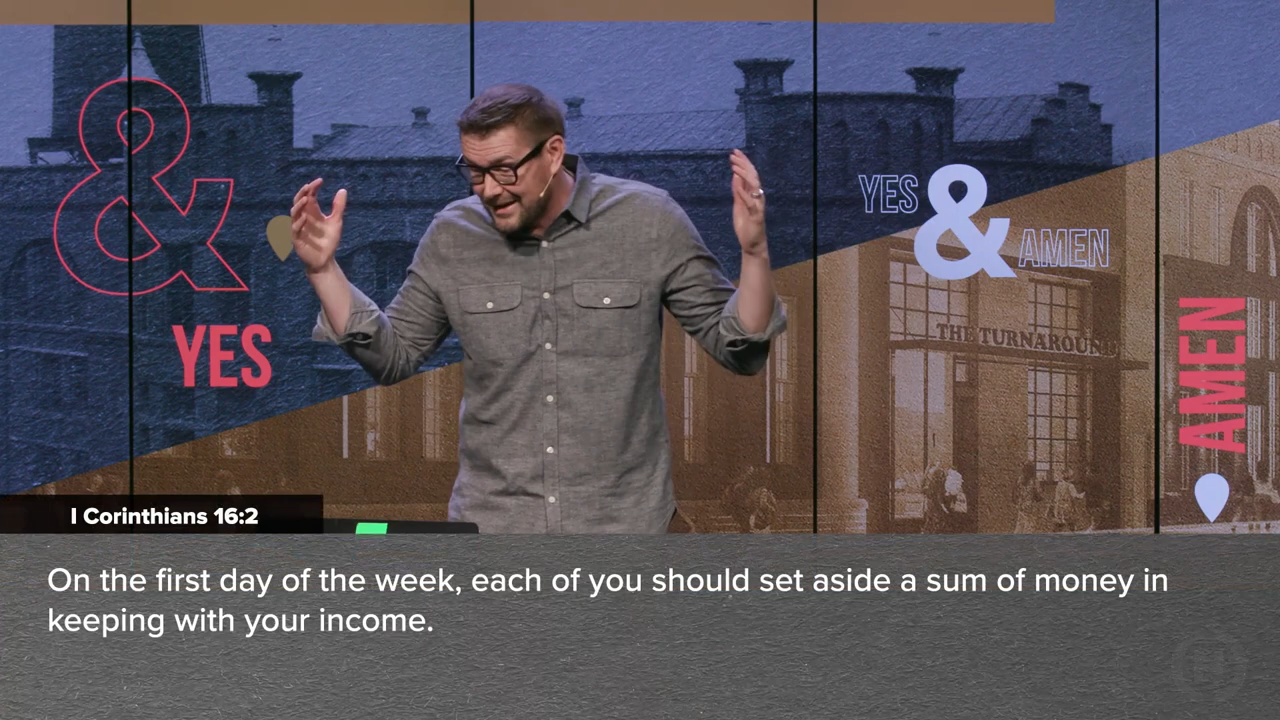 &
YES
YES
&
AMEN
THE TURNAROUND
AMEN
I Corinthians 16:2
On the first day of the week, each of you should set aside a sum of money in
keeping with your income.
H